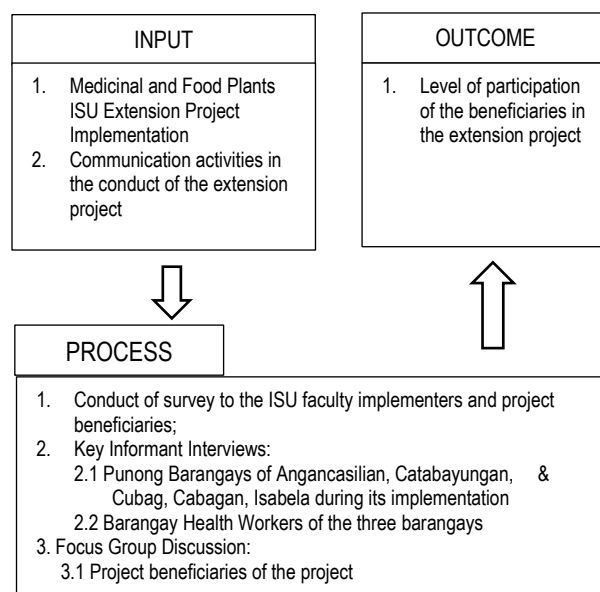 INPUT
1. Medicinal and Food Plants
ISU Extension Project
Implementation
2. Communication activities in
the conduct of the extension
project
OUTCOME
1. Level of participation
of the beneficiaries in
the extension project
PROCESS
1. Conduct of survey to the ISU faculty implementers and project
beneficiaries;
2. Key Informant Interviews:
2.1 Punong Barangays of Angancasilian, Catabayungan, &
Cubag, Cabagan, Isabela during its implementation
2.2 Barangay Health Workers of the three barangays
3. Focus Group Discussion:
3.1 Project beneficiaries of the project